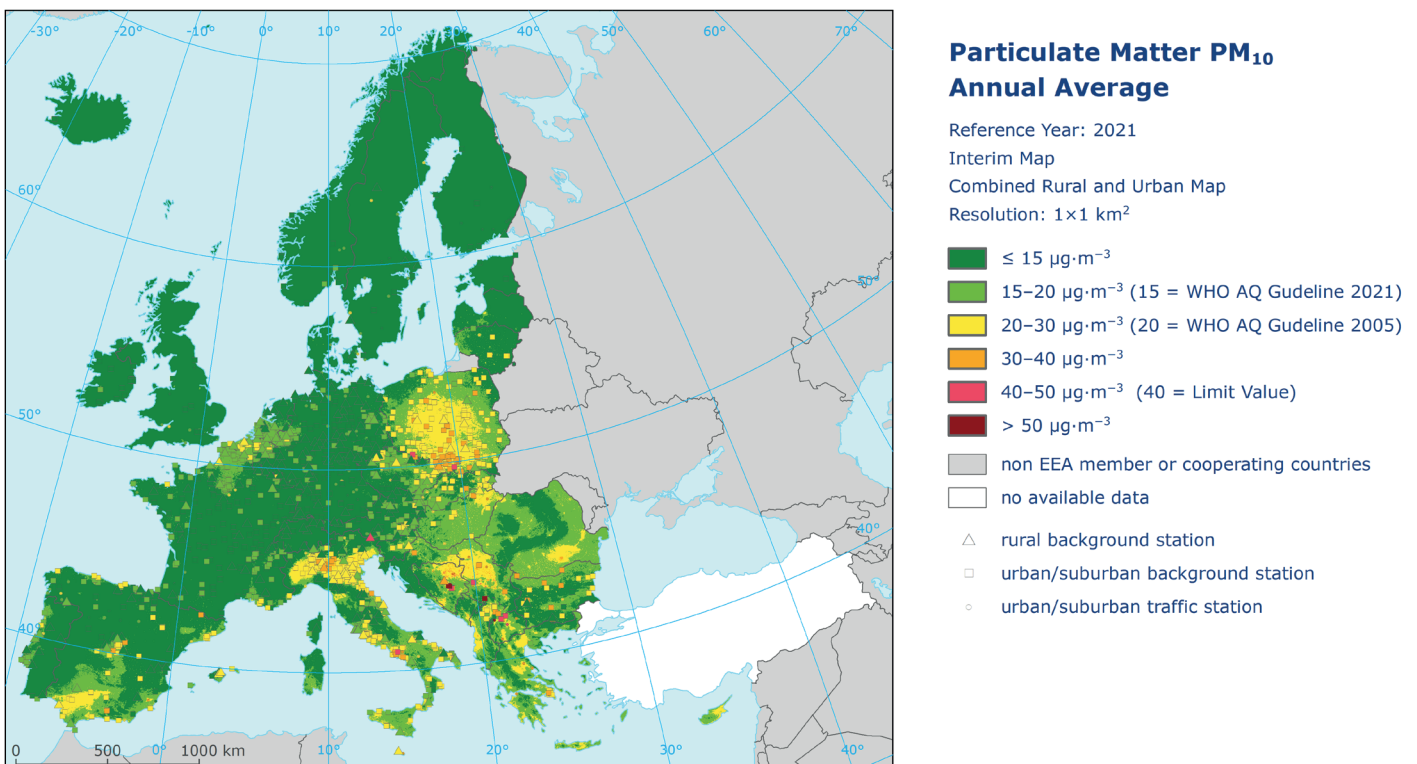 -30° -20° -10° 0° 10° 20° 30° 40° 50° 60° 70°
60°
50°
50°
40°
40°
0 500 0° 1000 km 10° 20° 30° 40°
Particulate Matter PM₁₀
Annual Average
Reference Year: 2021
Interim Map
Combined Rural and Urban Map
Resolution: 1×1 km²
≤ 15 µg·m⁻³
15–20 µg·m⁻³ (15 = WHO AQ Gudeline 2021)
20–30 µg·m⁻³ (20 = WHO AQ Gudeline 2005)
30–40 µg·m⁻³
40–50 µg·m⁻³ (40 = Limit Value)
> 50 µg·m⁻³
non EEA member or cooperating countries
no available data
rural background station
urban/suburban background station
urban/suburban traffic station